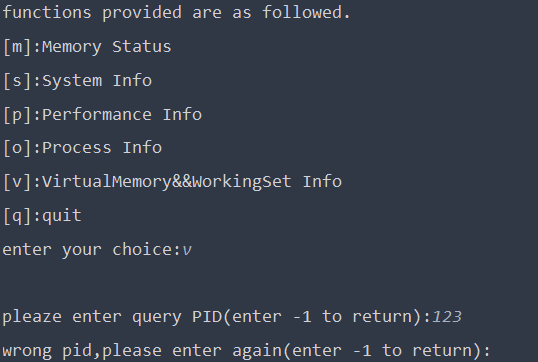 functions provided are as followed.
[m]:Memory Status
[s]:System Info
[p]:Performance Info
[o]:Process Info
[v]:VirtualMemory&&WorkingSet Info
[q]:quit
enter your choice:v
pleaze enter query PID(enter -1 to return):123
wrong pid,please enter again(enter -1 to return):